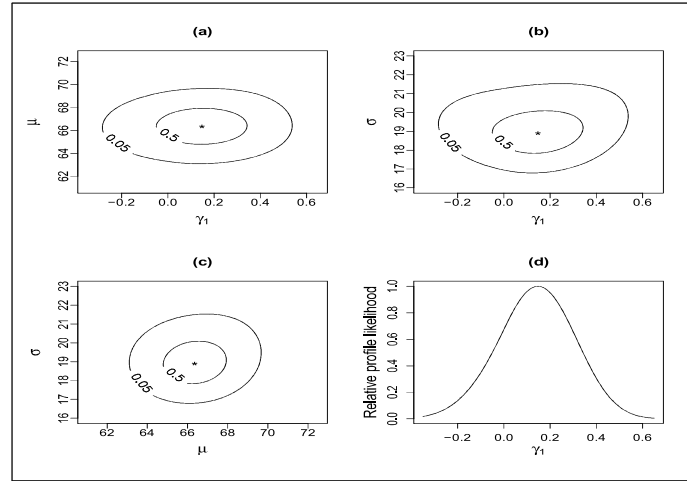 (a)
μ
72
68
64
62
0.05
0.5
*
−0.2 0.0 0.2 0.4 0.6
γ1
(b)
σ
23
21
20
19
18
17
16
0.05
0.5
*
−0.2 0.0 0.2 0.4 0.6
γ1
(c)
σ
23
22
21
20
19
18
17
16
0.05
0.5
*
62 64 66 68 70 72
μ
(d)
Relative profile likelihood
1.0
0.8
0.6
0.4
0.2
0.0
−0.2 0.0 0.2 0.4 0.6
γ1